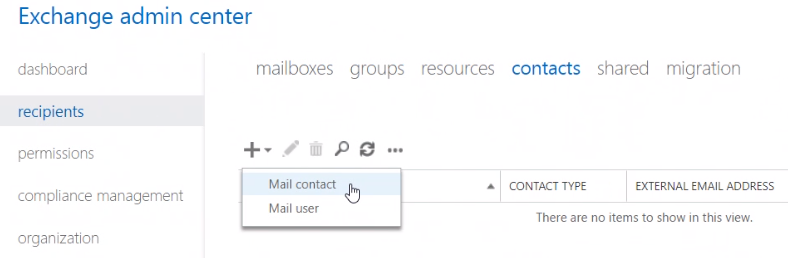 Exchange admin center
dashboard
mailboxes groups resources contacts shared migration
recipients
permissions
Mail contact
CONTACT TYPE EXTERNAL EMAIL ADDRESS
compliance management
Mail user
There are no items to show in this view.
organization